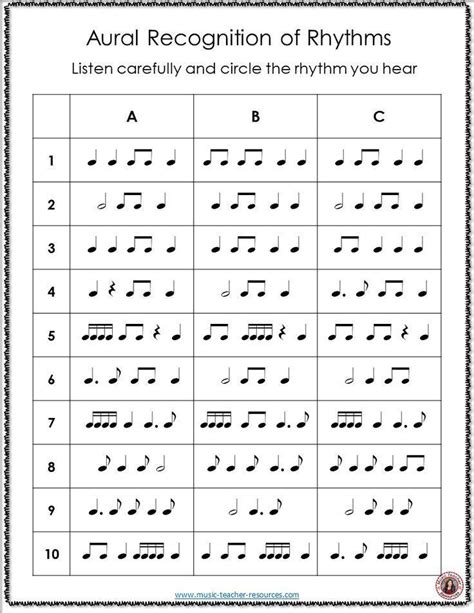 Aural Recognition of Rhythms
Listen carefully and circle the rhythm you hear
A B C
1
2
3
4
5
6
7
8
9
10
www.music-teacher-resources.com